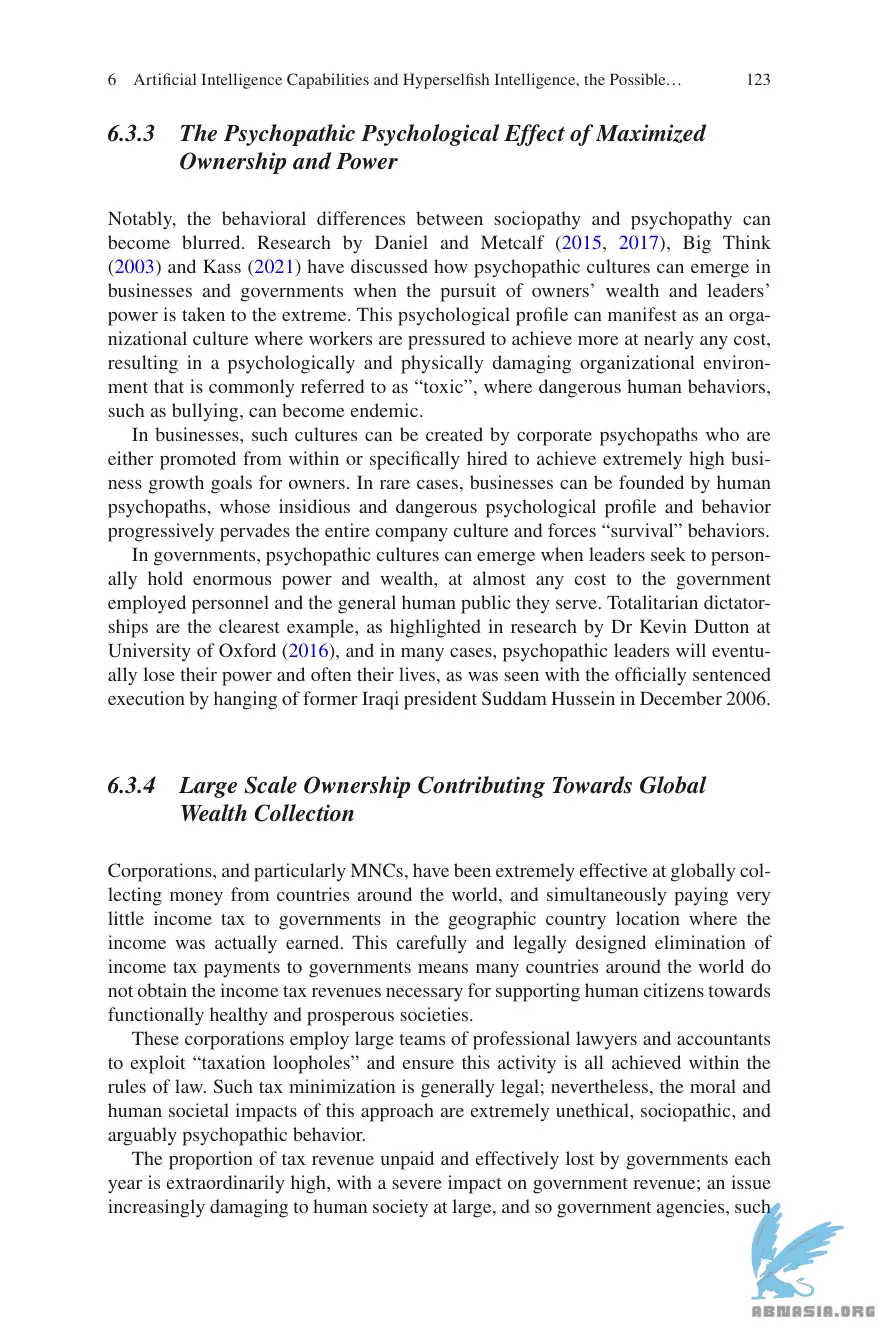 6 Artificial Intelligence Capabilities and Hyperselfish Intelligence, the Possible… 123
6.3.3 The Psychopathic Psychological Effect of Maximized
Ownership and Power
Notably, the behavioral differences between sociopathy and psychopathy can
become blurred. Research by Daniel and Metcalf (2015, 2017), Big Think
(2003) and Kass (2021) have discussed how psychopathic cultures can emerge in
businesses and governments when the pursuit of owners’ wealth and leaders’
power is taken to the extreme. This psychological profile can manifest as an orga-
nizational culture where workers are pressured to achieve more at nearly any cost,
resulting in a psychologically and physically damaging organizational environ-
ment that is commonly referred to as “toxic”, where dangerous human behaviors,
such as bullying, can become endemic.
In businesses, such cultures can be created by corporate psychopaths who are
either promoted from within or specifically hired to achieve extremely high busi-
ness growth goals for owners. In rare cases, businesses can be founded by human
psychopaths, whose insidious and dangerous psychological profile and behavior
progressively pervades the entire company culture and forces “survival” behaviors.
In governments, psychopathic cultures can emerge when leaders seek to person-
ally hold enormous power and wealth, at almost any cost to the government
employed personnel and the general human public they serve. Totalitarian dictator-
ships are the clearest example, as highlighted in research by Dr Kevin Dutton at
University of Oxford (2016), and in many cases, psychopathic leaders will eventu-
ally lose their power and often their lives, as was seen with the officially sentenced
execution by hanging of former Iraqi president Suddam Hussein in December 2006.
6.3.4 Large Scale Ownership Contributing Towards Global
Wealth Collection
Corporations, and particularly MNCs, have been extremely effective at globally col-
lecting money from countries around the world, and simultaneously paying very
little income tax to governments in the geographic country location where the
income was actually earned. This carefully and legally designed elimination of
income tax payments to governments means many countries around the world do
not obtain the income tax revenues necessary for supporting human citizens towards
functionally healthy and prosperous societies.
These corporations employ large teams of professional lawyers and accountants
to exploit “taxation loopholes” and ensure this activity is all achieved within the
rules of law. Such tax minimization is generally legal; nevertheless, the moral and
human societal impacts of this approach are extremely unethical, sociopathic, and
arguably psychopathic behavior.
The proportion of tax revenue unpaid and effectively lost by governments each
year is extraordinarily high, with a severe impact on government revenue; an issue
increasingly damaging to human society at large, and so government agencies, such
ABNASIA.ORG